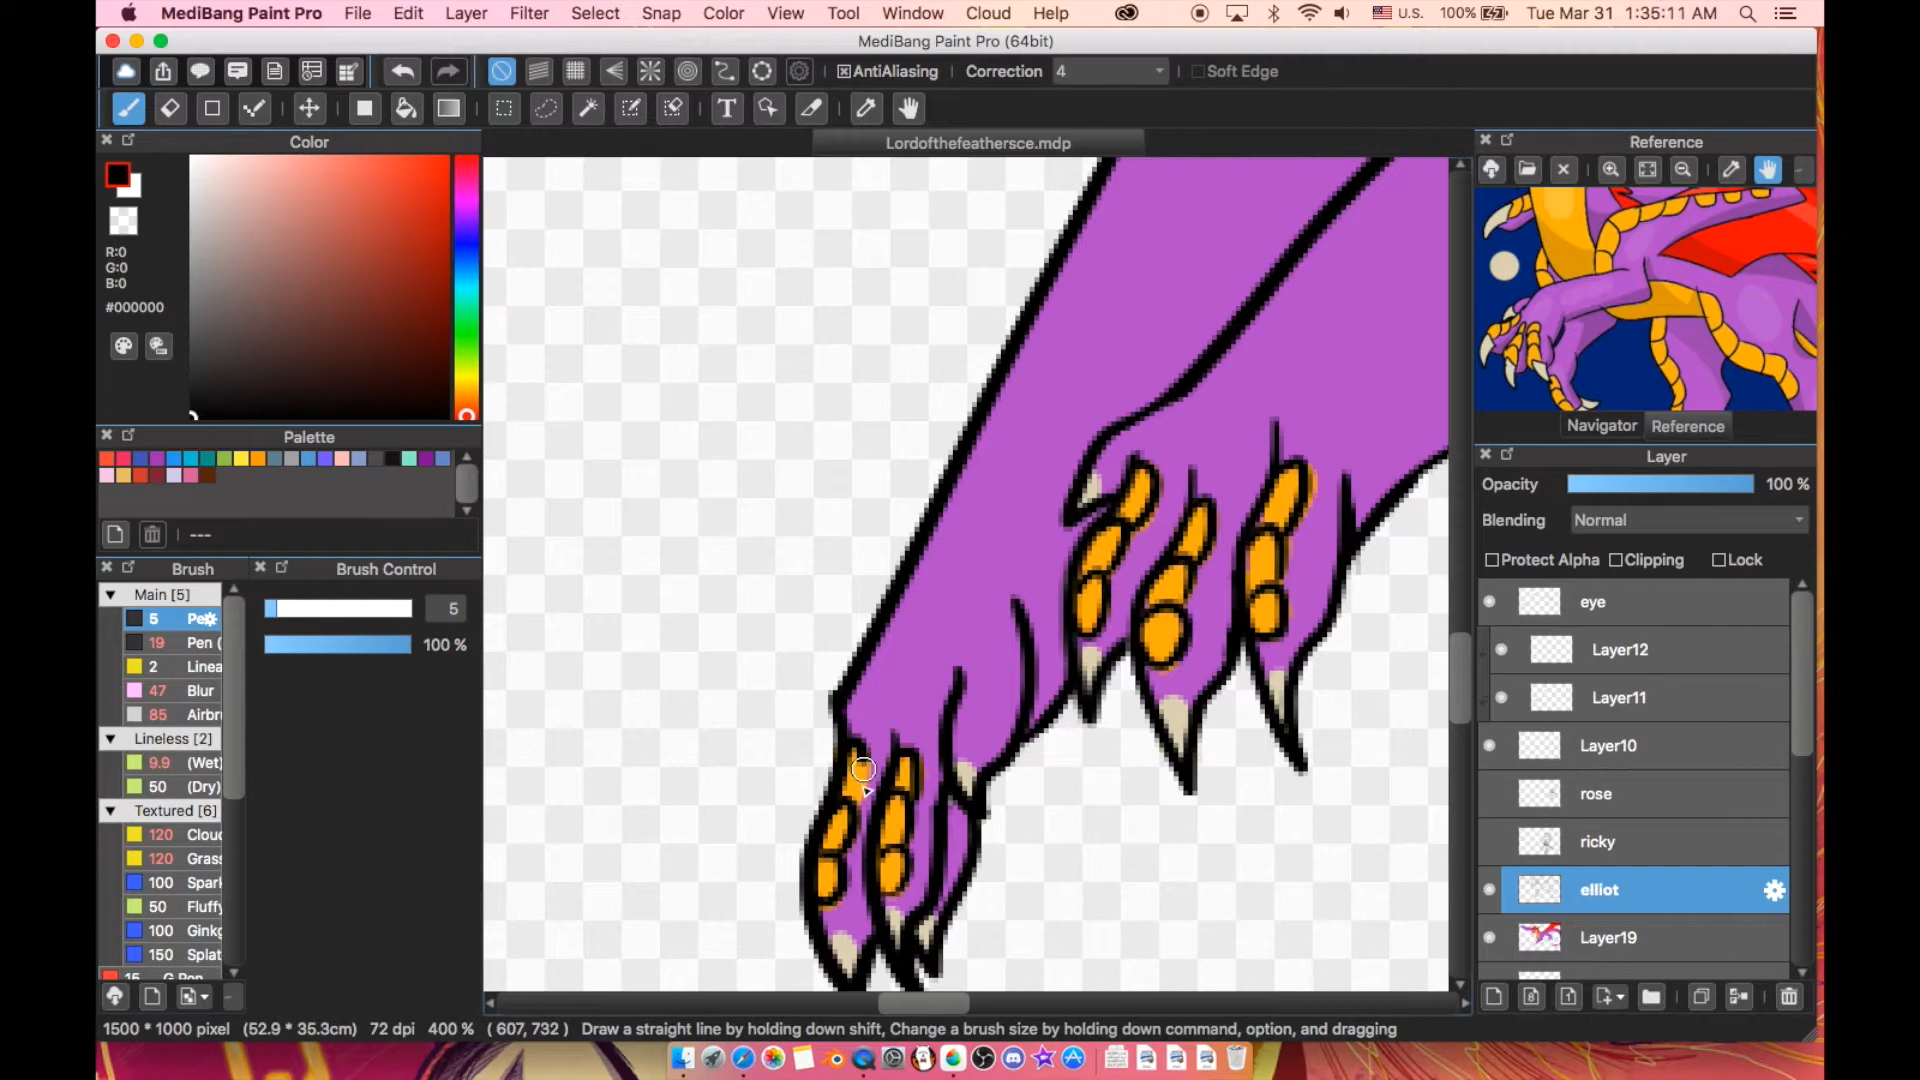 MediBang Paint Pro File Edit Layer Filter Select Snap Color View Tool Window Cloud Help U.S. 100% Tue Mar 31 1:35:11 AM
MediBang Paint Pro (64bit)
AntiAliasing Correction 4 Soft Edge
T
Color
Lordofthefeathersce.mdp
Reference
R:0
G:0
B:0
#000000
Navigator Reference
Palette
Layer
Opacity 100 %
Blending Normal
---
Protect Alpha Clipping Lock
Brush Brush Control
Main [5]
5 Pe 5
19 Pen (
100 %
2 Linea
47 Blur
85 Airbr
Lineless [2]
9.9 (Wet)
50 (Dry)
Textured [6]
120 Clouc
120 Grass
100 Spark
50 Fluffy
100 Ginkg
150 Splat
15 G Pen
eye
Layer12
Layer11
Layer10
rose
ricky
elliot
Layer19
8 1
1500 * 1000 pixel (52.9 * 35.3cm) 72 dpi 400 % ( 607, 732 ) Draw a straight line by holding down shift, Change a brush size by holding down command, option, and dragging